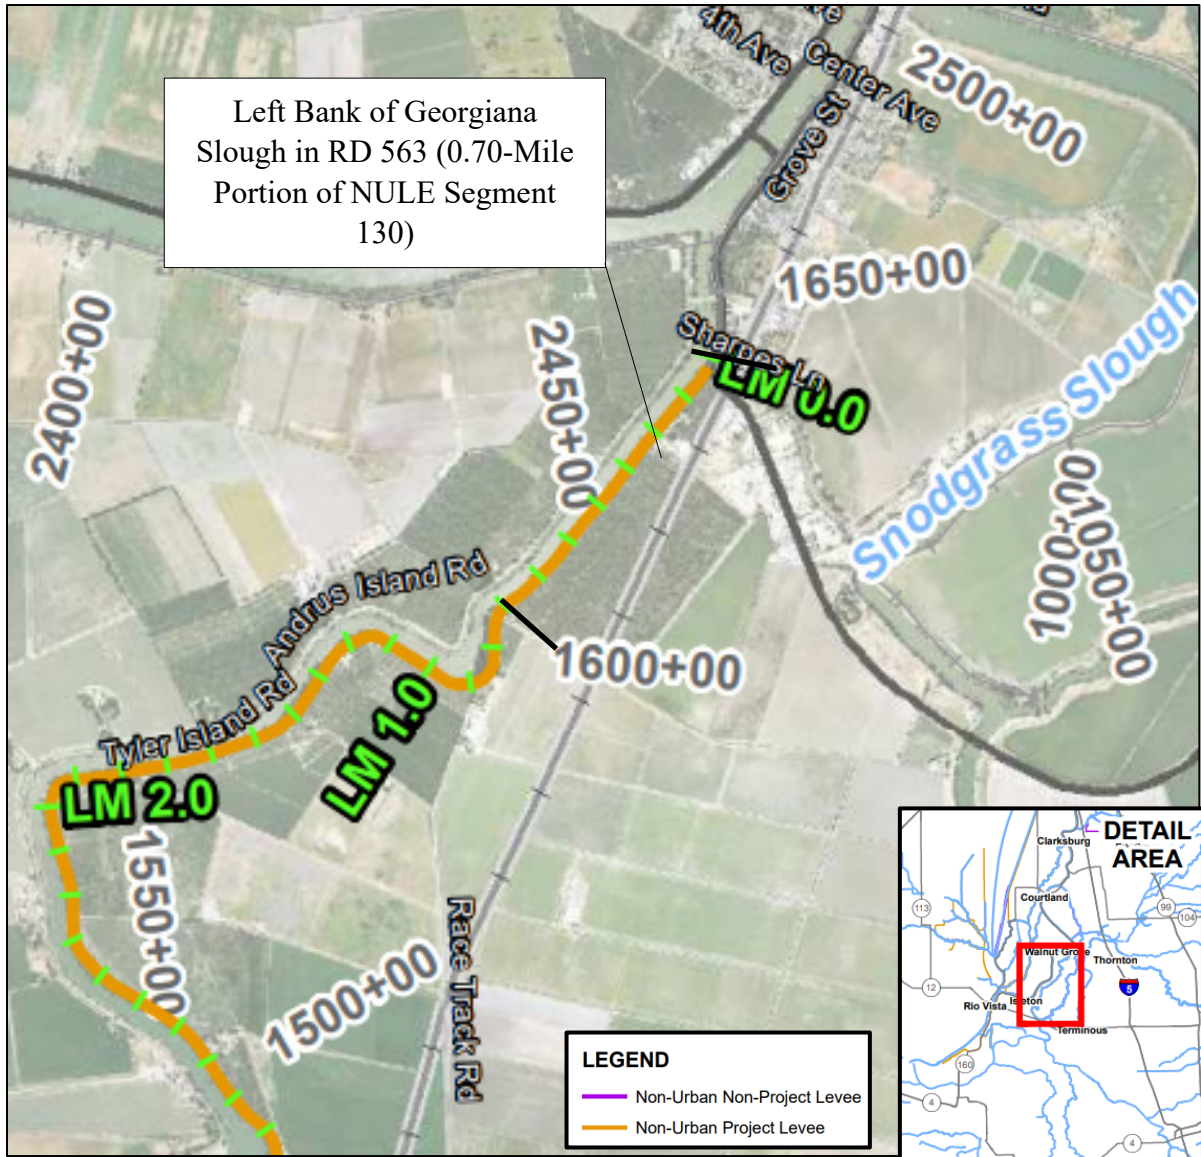 4th Ave
Center Ave
Grove St
2500+00
Left Bank of Georgiana
Slough in RD 563 (0.70-Mile
Portion of NULE Segment
130)
1650+00
2400+00
2450+00
Sharpes Ln
LM 0.0
Snodgrass Slough
1000+00
1050+00
Andrus Island Rd
1600+00
Tyler Island Rd
LM 1.0
LM 2.0
1550+00
1500+00
Race Track Rd
LEGEND
Non-Urban Non-Project Levee
Non-Urban Project Levee
DETAIL
AREA
Clarksburg
Courtland
113
99
104
Walnut Grove
Thornton
12
5
Rio Vista
Isleton
Terminous
160
4
4